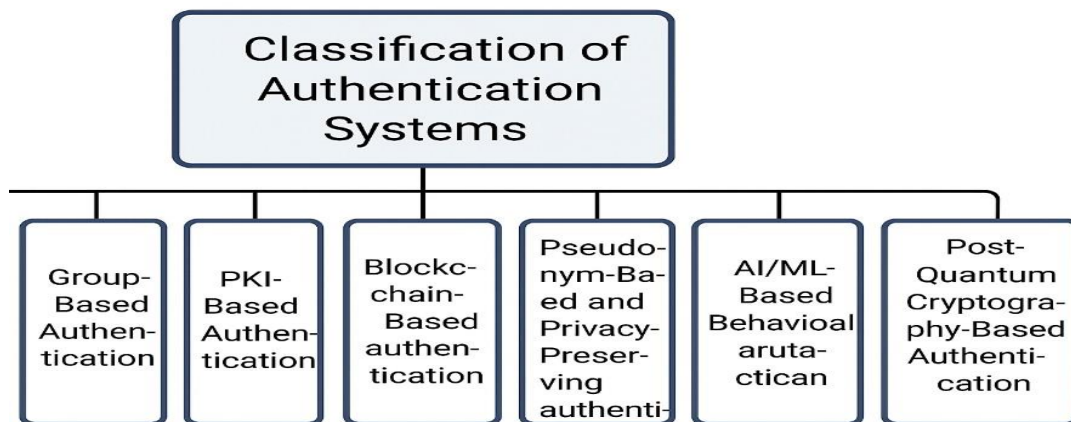 Classification of
Authentication
Systems
Group-
Based
Authen-
tication
PKI-
Based
Authen-
tication
Blockc-
chain-
Based
authen-
tication
Pseudo-
nym-Ba-
ed and
Privacy-
Preser-
ving
authenti-
AI/ML-
Based
Behavioal
aruta-
ctican
Post-
Quantum
Cryptogra-
phy-Based
Authenti-
cation